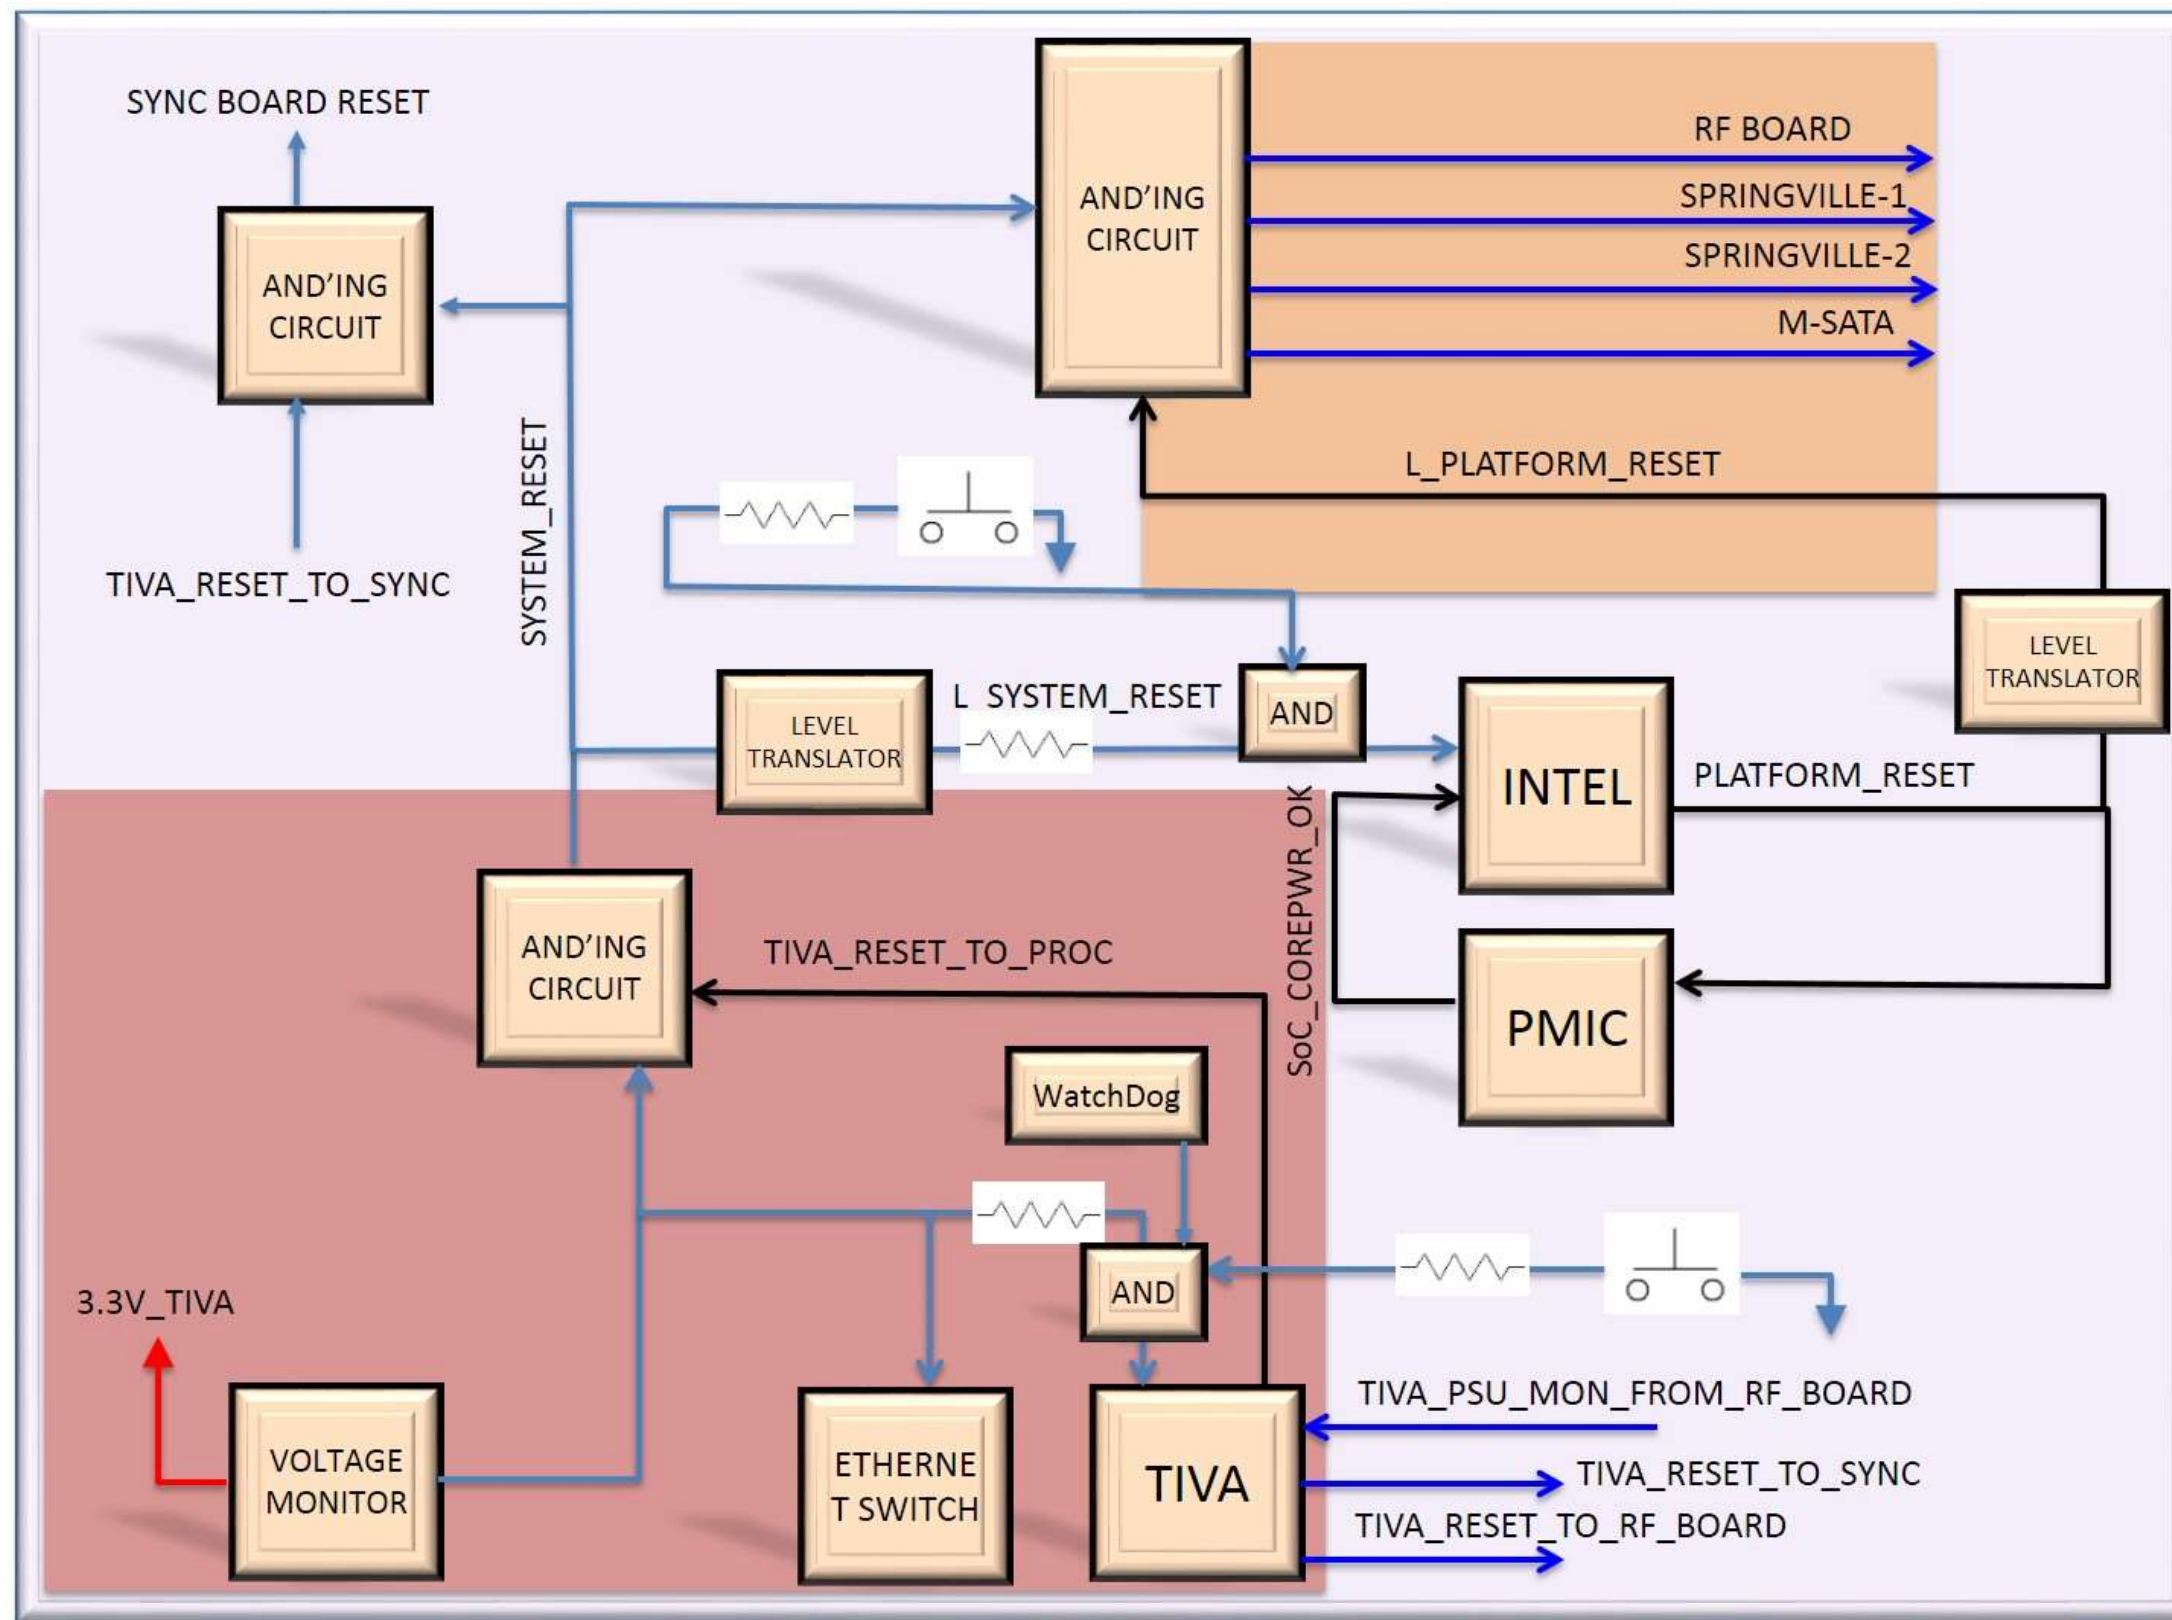 SYNC BOARD RESET
AND'ING
CIRCUIT
TIVA_RESET_TO_SYNC
SYSTEM_RESET
AND'ING
CIRCUIT
RF BOARD
SPRINGVILLE-1
SPRINGVILLE-2
M-SATA
L_PLATFORM_RESET
LEVEL
TRANSLATOR
LEVEL
TRANSLATOR
L_SYSTEM_RESET
AND
INTEL
PLATFORM_RESET
SoC_COREPWR_OK
PMIC
AND'ING
CIRCUIT
TIVA_RESET_TO_PROC
WatchDog
AND
3.3V_TIVA
VOLTAGE
MONITOR
ETHERNE
T SWITCH
TIVA
TIVA_PSU_MON_FROM_RF_BOARD
TIVA_RESET_TO_SYNC
TIVA_RESET_TO_RF_BOARD